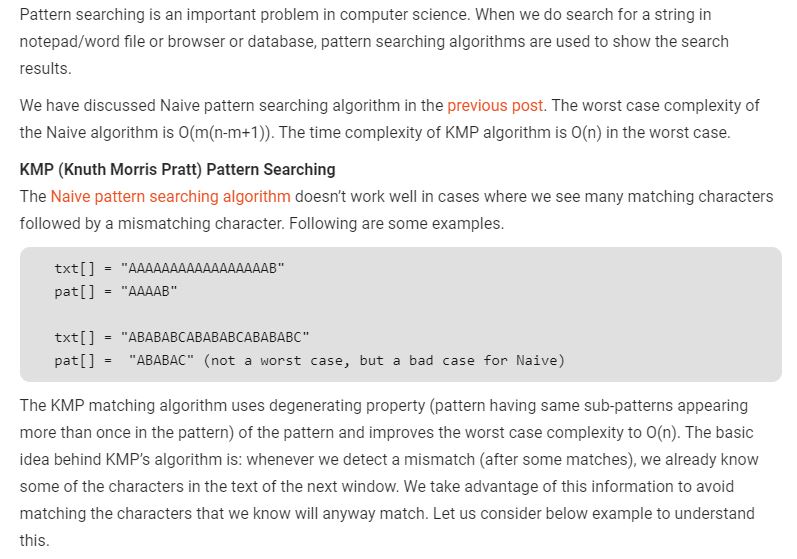 Pattern searching is an important problem in computer science. When we do search for a string in
notepad/word file or browser or database, pattern searching algorithms are used to show the search
results.
We have discussed Naive pattern searching algorithm in the previous post. The worst case complexity of
the Naive algorithm is O(m(n-m+1)). The time complexity of KMP algorithm is O(n) in the worst case.
KMP (Knuth Morris Pratt) Pattern Searching
The Naive pattern searching algorithm doesn’t work well in cases where we see many matching characters
followed by a mismatching character. Following are some examples.
txt[] = "AAAAAAAAAAAAAAAAAB"
pat[] = "AAAAB"
txt[] = "ABABABCABABABCABABABC"
pat[] =  "ABABAC" (not a worst case, but a bad case for Naive)
The KMP matching algorithm uses degenerating property (pattern having same sub-patterns appearing
more than once in the pattern) of the pattern and improves the worst case complexity to O(n). The basic
idea behind KMP’s algorithm is: whenever we detect a mismatch (after some matches), we already know
some of the characters in the text of the next window. We take advantage of this information to avoid
matching the characters that we know will anyway match. Let us consider below example to understand
this.